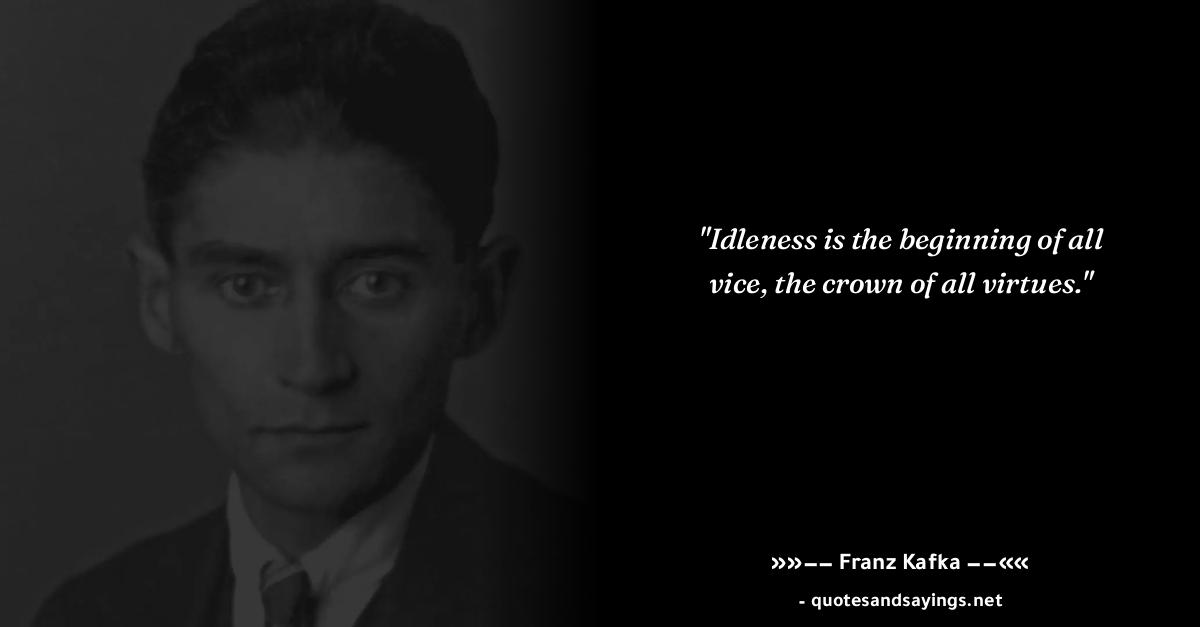 "Idleness is the beginning of all
vice, the crown of all virtues."
»»–– Franz Kafka ––««
- quotesandsayings.net